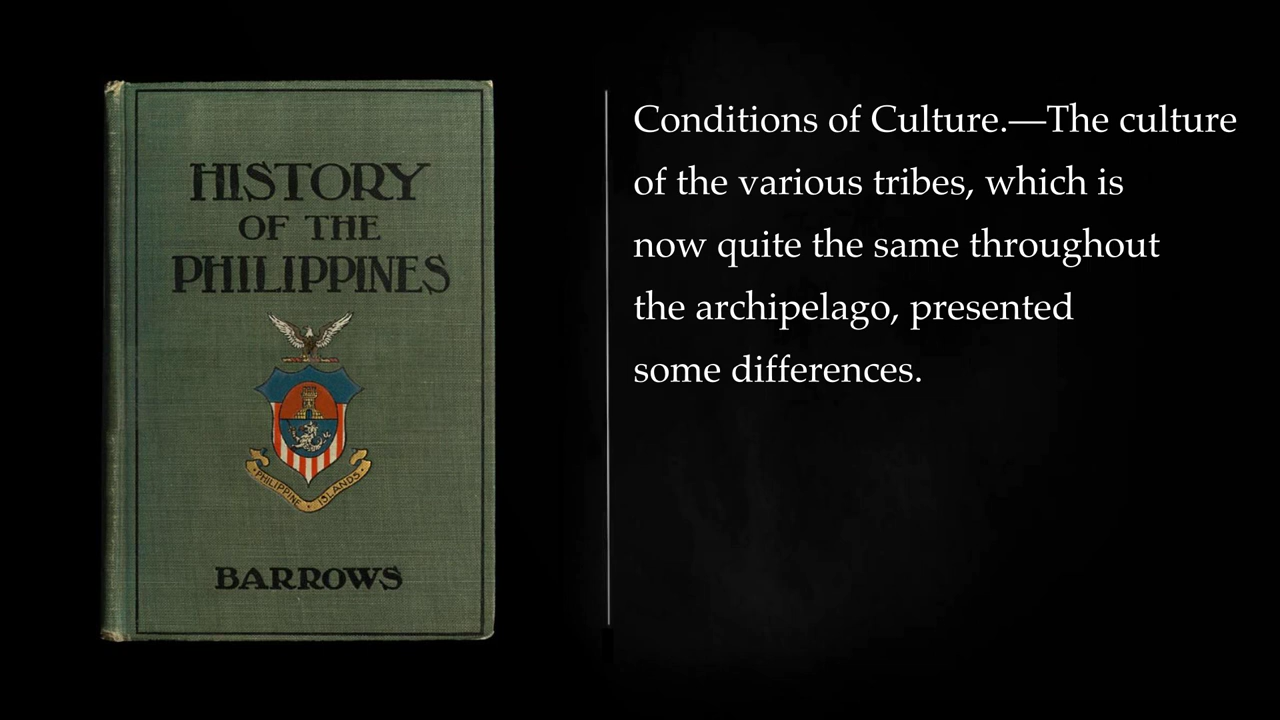 HISTORY
OF THE
PHILIPPINES
PHILIPPINE ISLANDS
BARROWS
Conditions of Culture.—The culture
of the various tribes, which is
now quite the same throughout
the archipelago, presented
some differences.